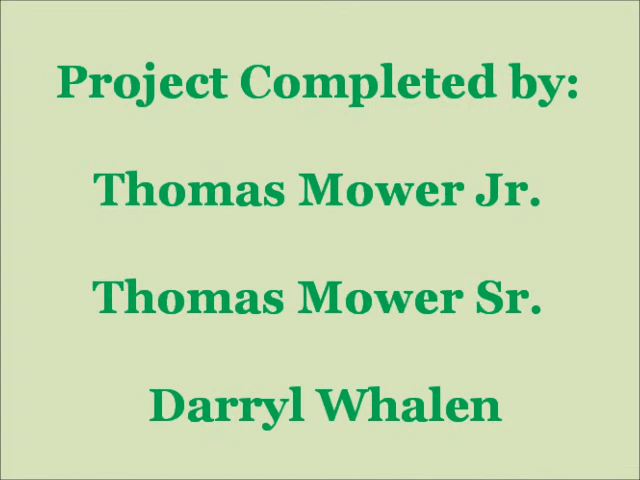 Project Completed by:
Thomas Mower Jr.
Thomas Mower Sr.
Darryl Whalen